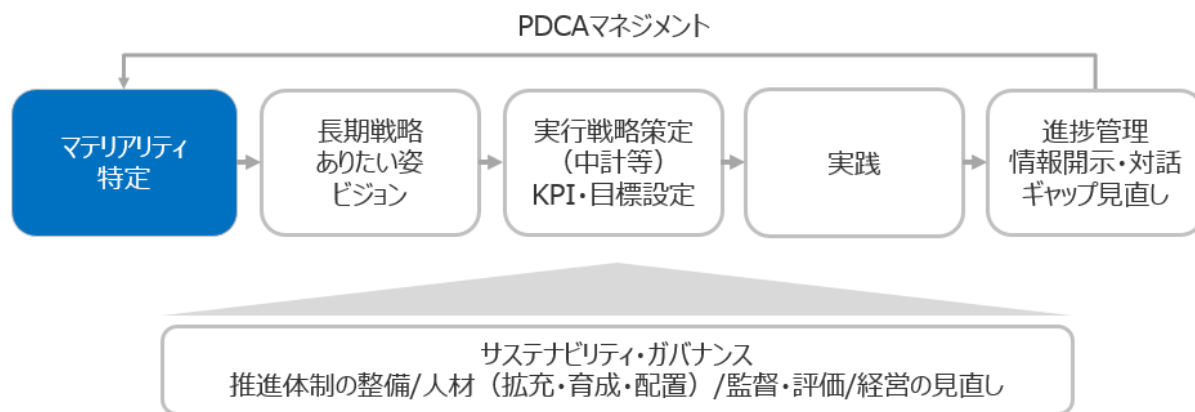 PDCAマネジメント
マテリアリティ
特定
長期戦略
ありたい姿
ビジョン
実行戦略策定
（中計等）
KPI・目標設定
実践
進捗管理
情報開示・対話
ギャップ見直し
サステナビリティ・ガバナンス
推進体制の整備/人材（拡充・育成・配置）/監督・評価/経営の見直し